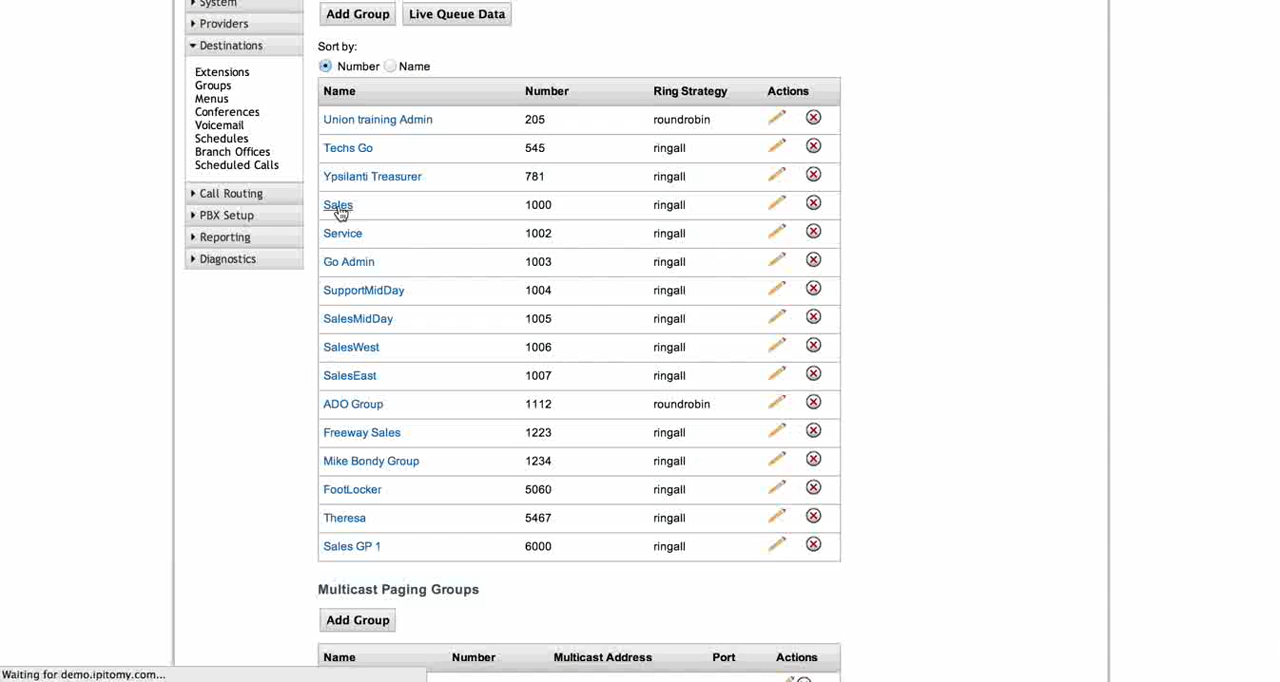 System
Add Group Live Queue Data
Providers
Destinations
Sort by:
Number Name
Extensions
Groups
Menus
Conferences
Voicemail
Schedules
Branch Offices
Scheduled Calls
Call Routing
PBX Setup
Reporting
Diagnostics
Name Number Ring Strategy Actions
Union training Admin 205 roundrobin
Techs Go 545 ringall
Ypsilanti Treasurer 781 ringall
Sales 1000 ringall
Service 1002 ringall
Go Admin 1003 ringall
SupportMidDay 1004 ringall
SalesMidDay 1005 ringall
SalesWest 1006 ringall
SalesEast 1007 ringall
ADO Group 1112 roundrobin
Freeway Sales 1223 ringall
Mike Bondy Group 1234 ringall
FootLocker 5060 ringall
Theresa 5467 ringall
Sales GP 1 6000 ringall
Multicast Paging Groups
Add Group
Name Number Multicast Address Port Actions
Waiting for demo.ipitomy.com...